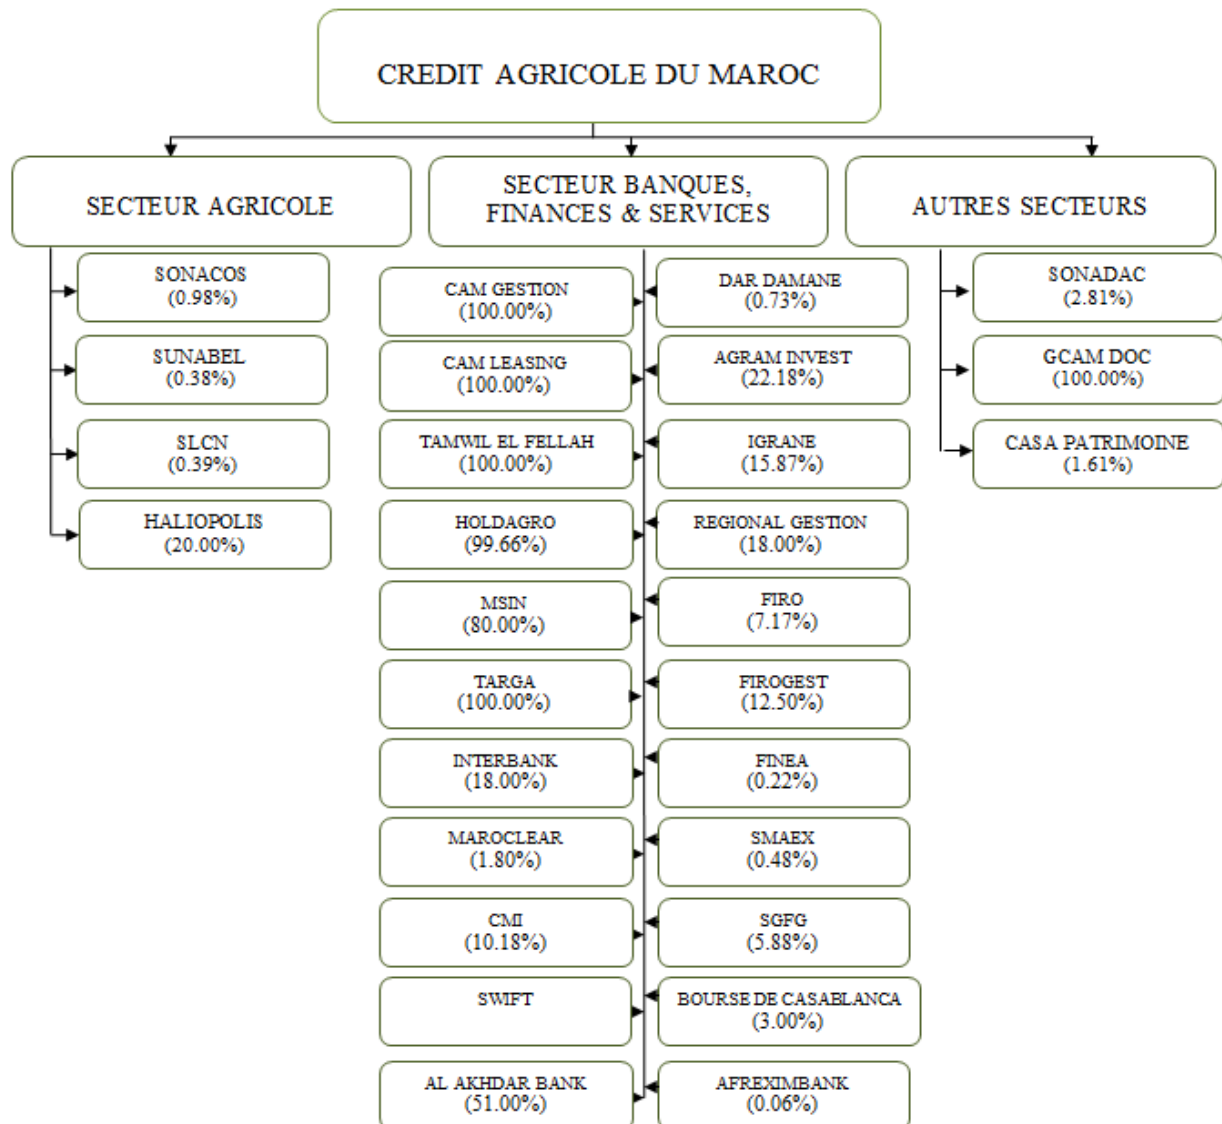 CREDIT AGRICOLE DU MAROC
SECTEUR AGRICOLE
SONACOS
(0.98%)
SUNABEL
(0.38%)
SLCN
(0.39%)
HALIOPOLIS
(20.00%)
SECTEUR BANQUES,
FINANCES & SERVICES
CAM GESTION
(100.00%)
CAM LEASING
(100.00%)
TAMWIL EL FELLAH
(100.00%)
HOLDAGRO
(99.66%)
MSIN
(80.00%)
TARGA
(100.00%)
INTERBANK
(18.00%)
MAROCLEAR
(1.80%)
CMI
(10.18%)
SWIFT
AL AKHDAR BANK
(51.00%)
DAR DAMANE
(0.73%)
AGRAM INVEST
(22.18%)
IGRANE
(15.87%)
REGIONAL GESTION
(18.00%)
FIRO
(7.17%)
FIROGEST
(12.50%)
FINEA
(0.22%)
SMAEX
(0.48%)
SGFG
(5.88%)
BOURSE DE CASABLANCA
(3.00%)
AFREXIMBANK
(0.06%)
AUTRES SECTEURS
SONADAC
(2.81%)
GCAM DOC
(100.00%)
CASA PATRIMOINE
(1.61%)